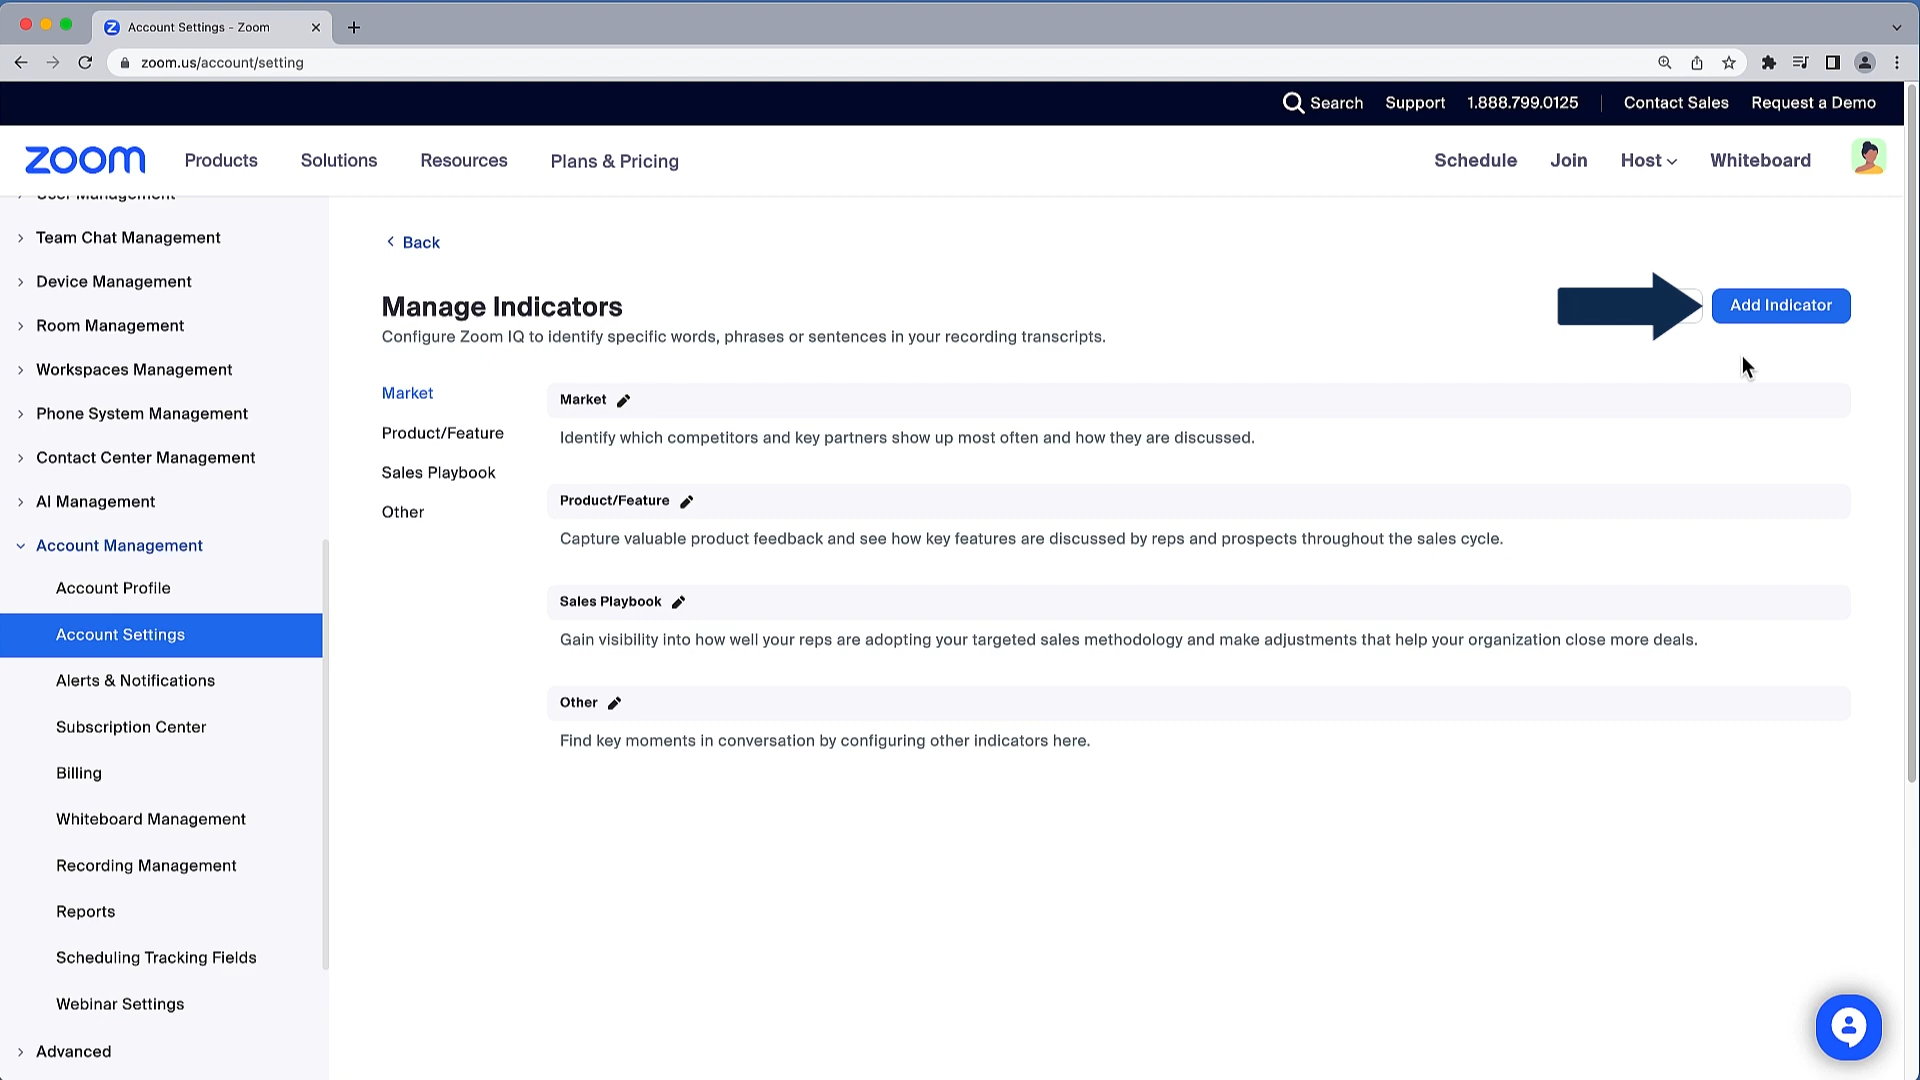 Account Settings - Zoom
zoom.us/account/setting
Search Support 1.888.799.0125 Contact Sales Request a Demo
zoom Products Solutions Resources Plans & Pricing Schedule Join Host Whiteboard
User Management
Team Chat Management
Device Management
Room Management
Workspaces Management
Phone System Management
Contact Center Management
AI Management
Account Management
Account Profile
Account Settings
Alerts & Notifications
Subscription Center
Billing
Whiteboard Management
Recording Management
Reports
Scheduling Tracking Fields
Webinar Settings
Advanced
Back
Manage Indicators
Add Indicator
Configure Zoom IQ to identify specific words, phrases or sentences in your recording transcripts.
Market
Product/Feature
Sales Playbook
Other
Market
Identify which competitors and key partners show up most often and how they are discussed.
Product/Feature
Capture valuable product feedback and see how key features are discussed by reps and prospects throughout the sales cycle.
Sales Playbook
Gain visibility into how well your reps are adopting your targeted sales methodology and make adjustments that help your organization close more deals.
Other
Find key moments in conversation by configuring other indicators here.